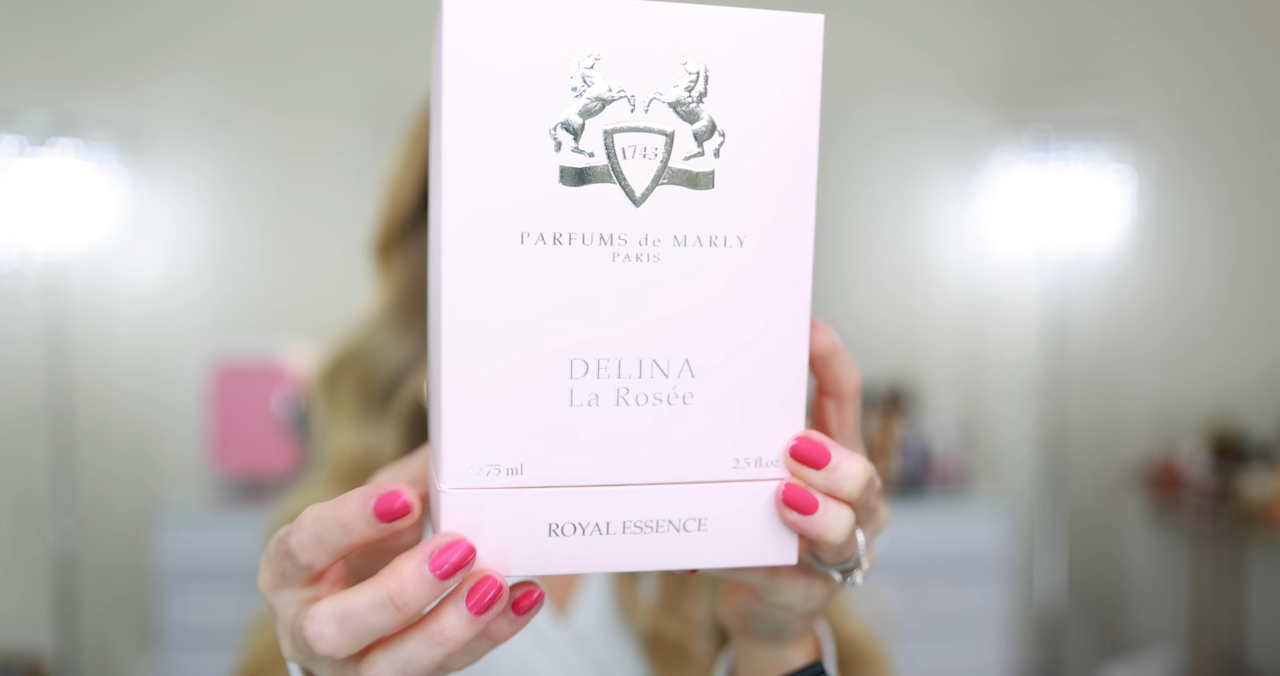 1743
PARFUMS de MARLY
PARIS
DELINA
La Rosée
75 ml 2.5 fl.oz
ROYAL ESSENCE